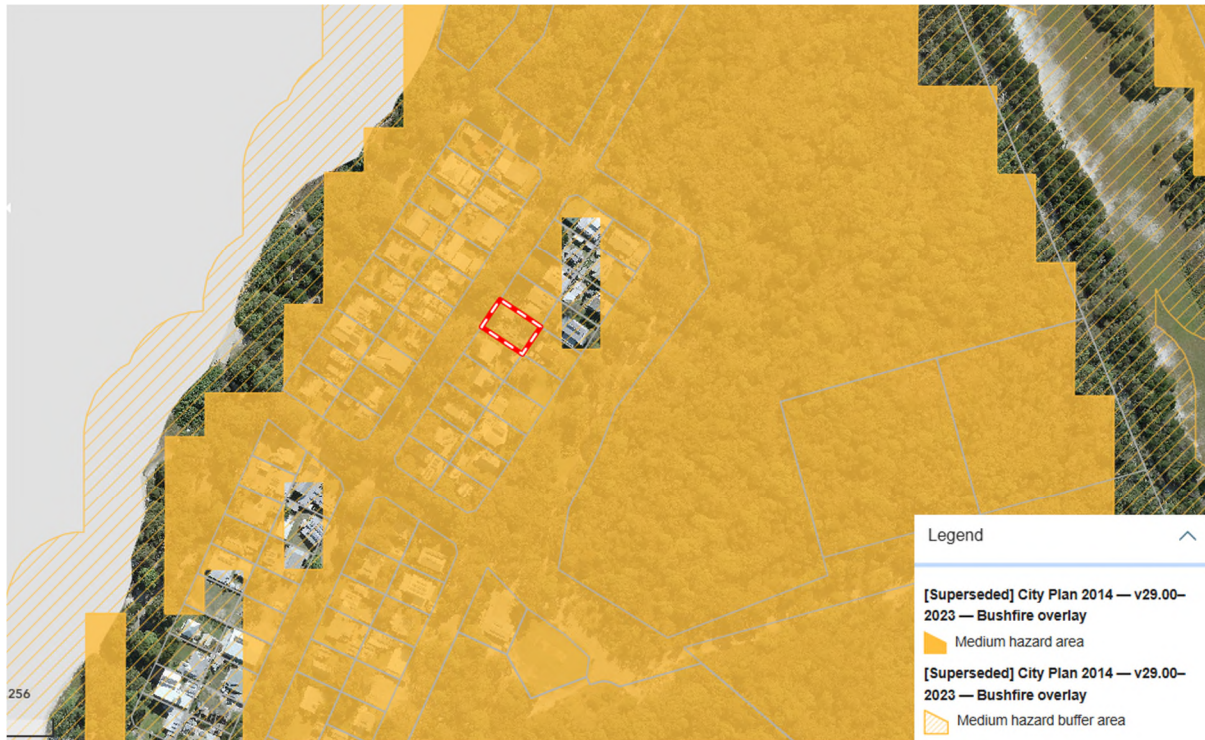 256
Legend
[Superseded] City Plan 2014 — v29.00–
2023 — Bushfire overlay
Medium hazard area
[Superseded] City Plan 2014 — v29.00–
2023 — Bushfire overlay
Medium hazard buffer area